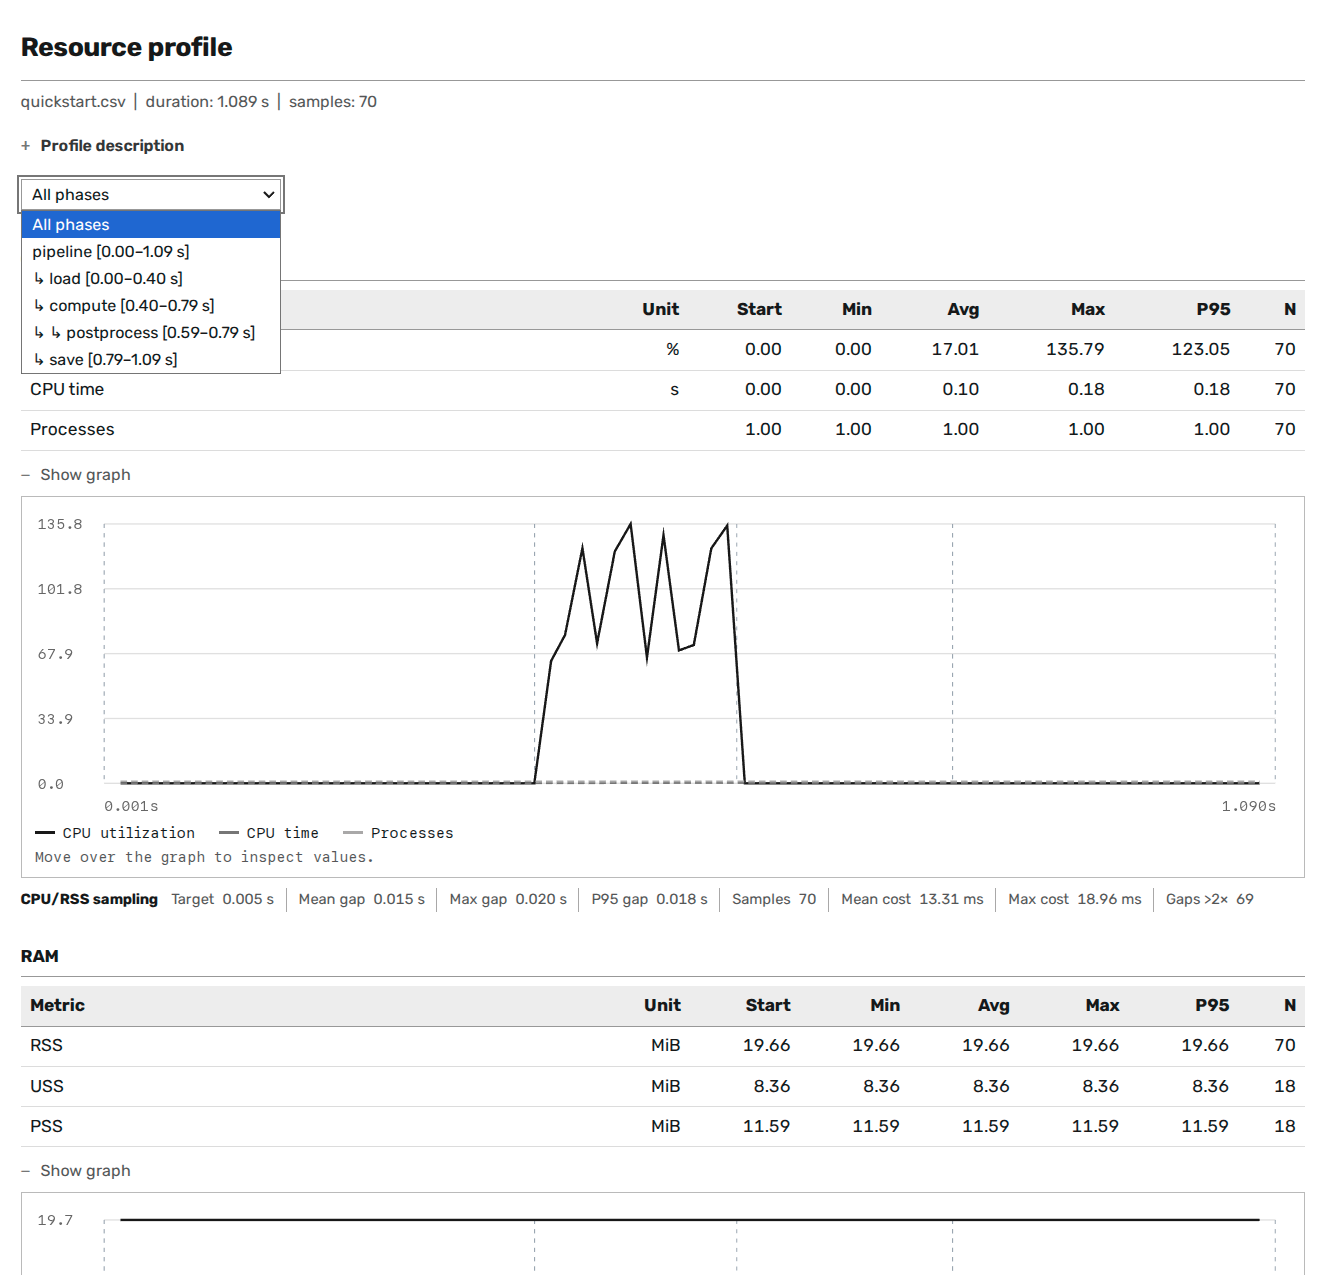 Resource profile
quickstart.csv | duration: 1.089 s | samples: 70
+ Profile description
All phases
All phases
pipeline [0.00–1.09 s]
↳ load [0.00–0.40 s]
↳ compute [0.40–0.79 s]
↳ ↳ postprocess [0.59–0.79 s]
↳ save [0.79–1.09 s]
Unit Start Min Avg Max P95 N
% 0.00 0.00 17.01 135.79 123.05 70
CPU time s 0.00 0.00 0.10 0.18 0.18 70
Processes 1.00 1.00 1.00 1.00 1.00 70
– Show graph
135.8
101.8
67.9
33.9
0.0
0.001s 1.090s
CPU utilization CPU time Processes
Move over the graph to inspect values.
CPU/RSS sampling Target 0.005 s Mean gap 0.015 s Max gap 0.020 s P95 gap 0.018 s Samples 70 Mean cost 13.31 ms Max cost 18.96 ms Gaps >2× 69
RAM
Metric Unit Start Min Avg Max P95 N
RSS MiB 19.66 19.66 19.66 19.66 19.66 70
USS MiB 8.36 8.36 8.36 8.36 8.36 18
PSS MiB 11.59 11.59 11.59 11.59 11.59 18
– Show graph
19.7